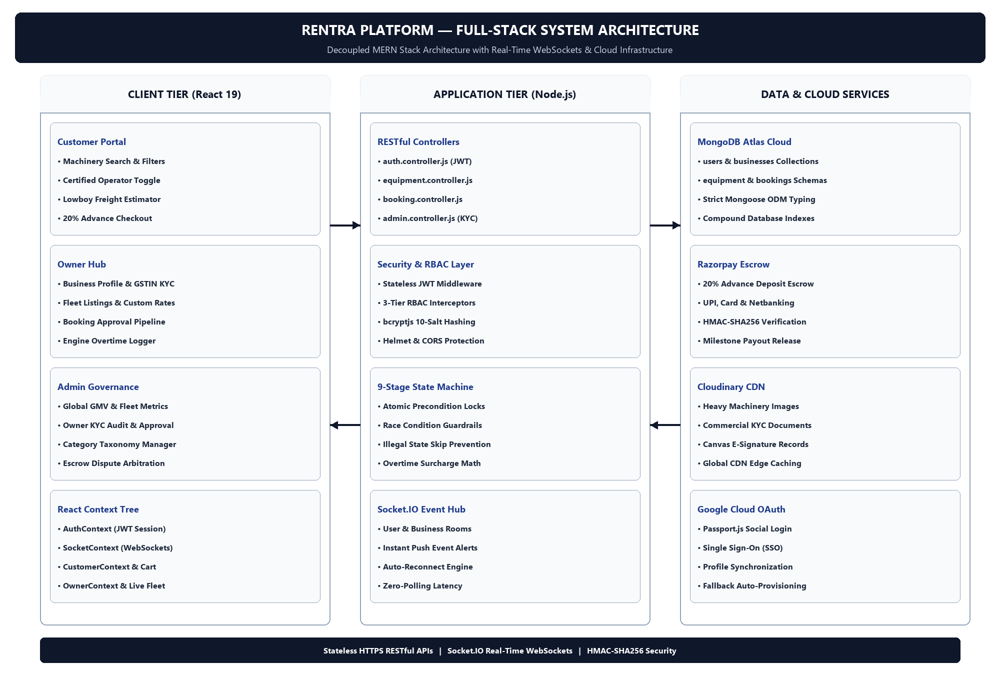 RENTRA PLATFORM — FULL-STACK SYSTEM ARCHITECTURE
Decoupled MERN Stack Architecture with Real-Time WebSockets & Cloud Infrastructure
CLIENT TIER (React 19)
Customer Portal
• Machinery Search & Filters
• Certified Operator Toggle
• Lowboy Freight Estimator
• 20% Advance Checkout
Owner Hub
• Business Profile & GSTIN KYC
• Fleet Listings & Custom Rates
• Booking Approval Pipeline
• Engine Overtime Logger
Admin Governance
• Global GMV & Fleet Metrics
• Owner KYC Audit & Approval
• Category Taxonomy Manager
• Escrow Dispute Arbitration
React Context Tree
• AuthContext (JWT Session)
• SocketContext (WebSockets)
• CustomerContext & Cart
• OwnerContext & Live Fleet
APPLICATION TIER (Node.js)
RESTful Controllers
• auth.controller.js (JWT)
• equipment.controller.js
• booking.controller.js
• admin.controller.js (KYC)
Security & RBAC Layer
• Stateless JWT Middleware
• 3-Tier RBAC Interceptors
• bcryptjs 10-Salt Hashing
• Helmet & CORS Protection
9-Stage State Machine
• Atomic Precondition Locks
• Race Condition Guardrails
• Illegal State Skip Prevention
• Overtime Surcharge Math
Socket.IO Event Hub
• User & Business Rooms
• Instant Push Event Alerts
• Auto-Reconnect Engine
• Zero-Polling Latency
DATA & CLOUD SERVICES
MongoDB Atlas Cloud
• users & businesses Collections
• equipment & bookings Schemas
• Strict Mongoose ODM Typing
• Compound Database Indexes
Razorpay Escrow
• 20% Advance Deposit Escrow
• UPI, Card & Netbanking
• HMAC-SHA256 Verification
• Milestone Payout Release
Cloudinary CDN
• Heavy Machinery Images
• Commercial KYC Documents
• Canvas E-Signature Records
• Global CDN Edge Caching
Google Cloud OAuth
• Passport.js Social Login
• Single Sign-On (SSO)
• Profile Synchronization
• Fallback Auto-Provisioning
Stateless HTTPS RESTful APIs | Socket.IO Real-Time WebSockets | HMAC-SHA256 Security